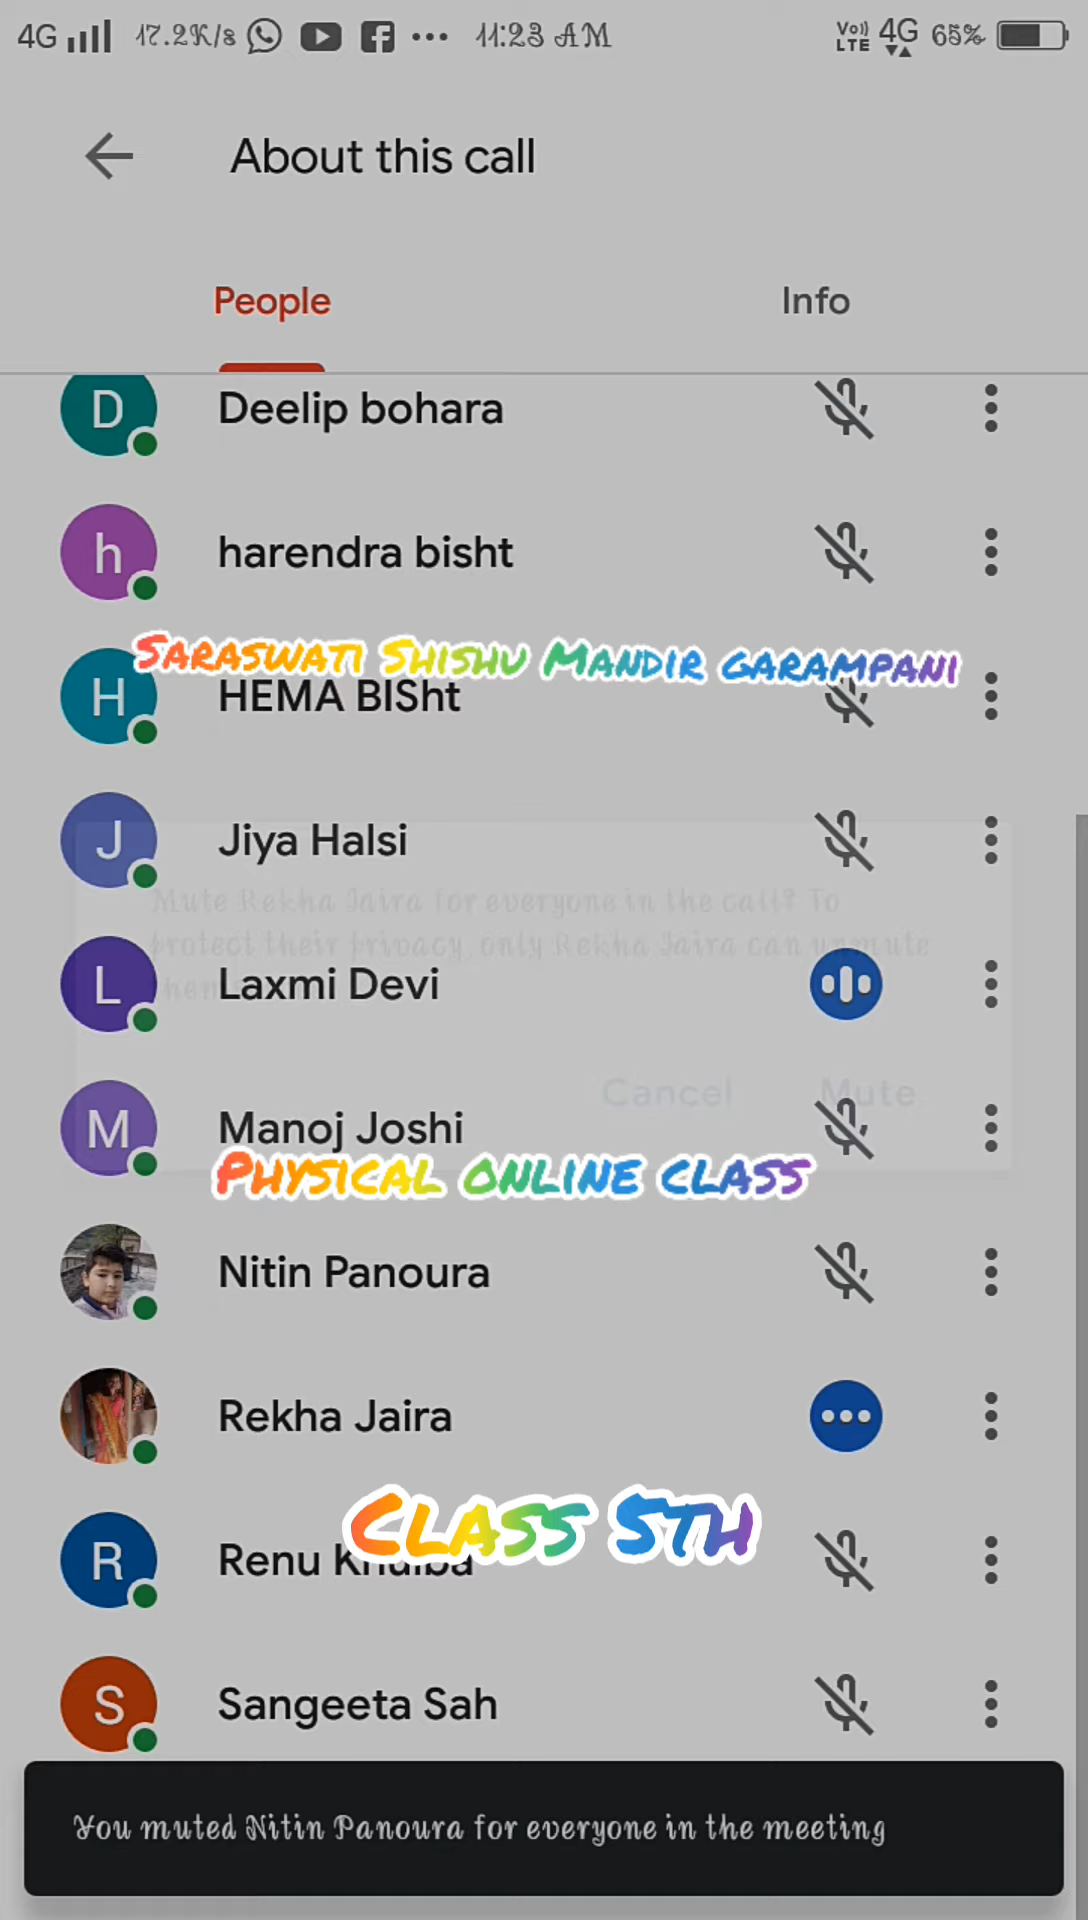 4G 17.2K/s ••• 11:23 AM Vo)) LTE 4G 65%
About this call
People Info
D Deelip bohara
h harendra bisht
Saraswati Shishu Mandir garampani
H HEMA BISht
J Jiya Halsi
Mute Rekha Jaira for everyone in the call? To
protect their privacy, only Rekha Jaira can unmute
L Laxmi Devi
Cancel Mute
M Manoj Joshi
Physical online class
Nitin Panoura
Rekha Jaira
Class 5th
R Renu
S Sangeeta Sah
You muted Nitin Panoura for everyone in the meeting